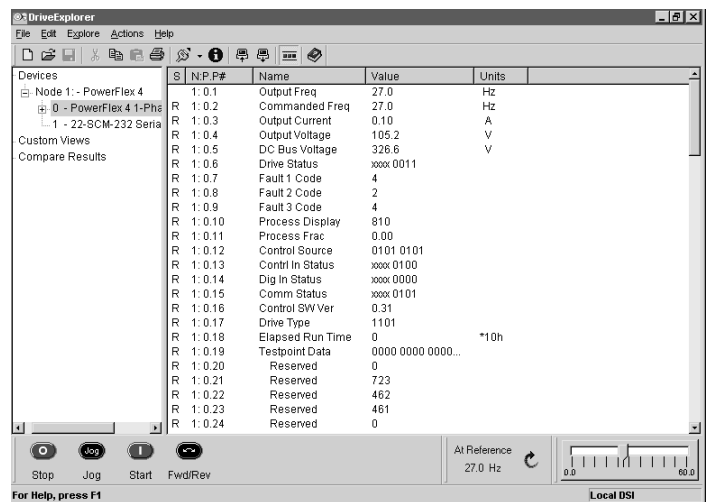 DriveExplorer
File Edit Explore Actions Help
Devices
Node 1: - PowerFlex 4
0 - PowerFlex 4 1-Pha
1 - 22-SCM-232 Seria
Custom Views
Compare Results
S N:P.P# Name Value Units
1: 0.1 Output Freq 27.0 Hz
R 1: 0.2 Commanded Freq 27.0 Hz
R 1: 0.3 Output Current 0.10 A
R 1: 0.4 Output Voltage 105.2 V
R 1: 0.5 DC Bus Voltage 326.6 V
R 1: 0.6 Drive Status xxxx 0011
R 1: 0.7 Fault 1 Code 4
R 1: 0.8 Fault 2 Code 2
R 1: 0.9 Fault 3 Code 4
R 1: 0.10 Process Display 810
R 1: 0.11 Process Frac 0.00
R 1: 0.12 Control Source 0101 0101
R 1: 0.13 Contrl In Status xxxx 0100
R 1: 0.14 Dig In Status xxxx 0000
R 1: 0.15 Comm Status xxxx 0101
R 1: 0.16 Control SW Ver 0.31
R 1: 0.17 Drive Type 1101
R 1: 0.18 Elapsed Run Time 0 *10h
R 1: 0.19 Testpoint Data 0000 0000 0000...
R 1: 0.20 Reserved 0
R 1: 0.21 Reserved 723
R 1: 0.22 Reserved 462
R 1: 0.23 Reserved 461
R 1: 0.24 Reserved 0
Jog
Stop Jog Start Fwd/Rev
At Reference
27.0 Hz
0.0 60.0
For Help, press F1 Local DSI